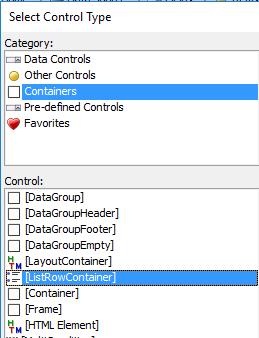 Select Control Type
Category:
Data Controls
Other Controls
Containers
Pre-defined Controls
Favorites
Control:
[DataGroup]
[DataGroupHeader]
[DataGroupFooter]
[DataGroupEmpty]
[LayoutContainer]
[ListRowContainer]
[Container]
[Frame]
[HTML Element]